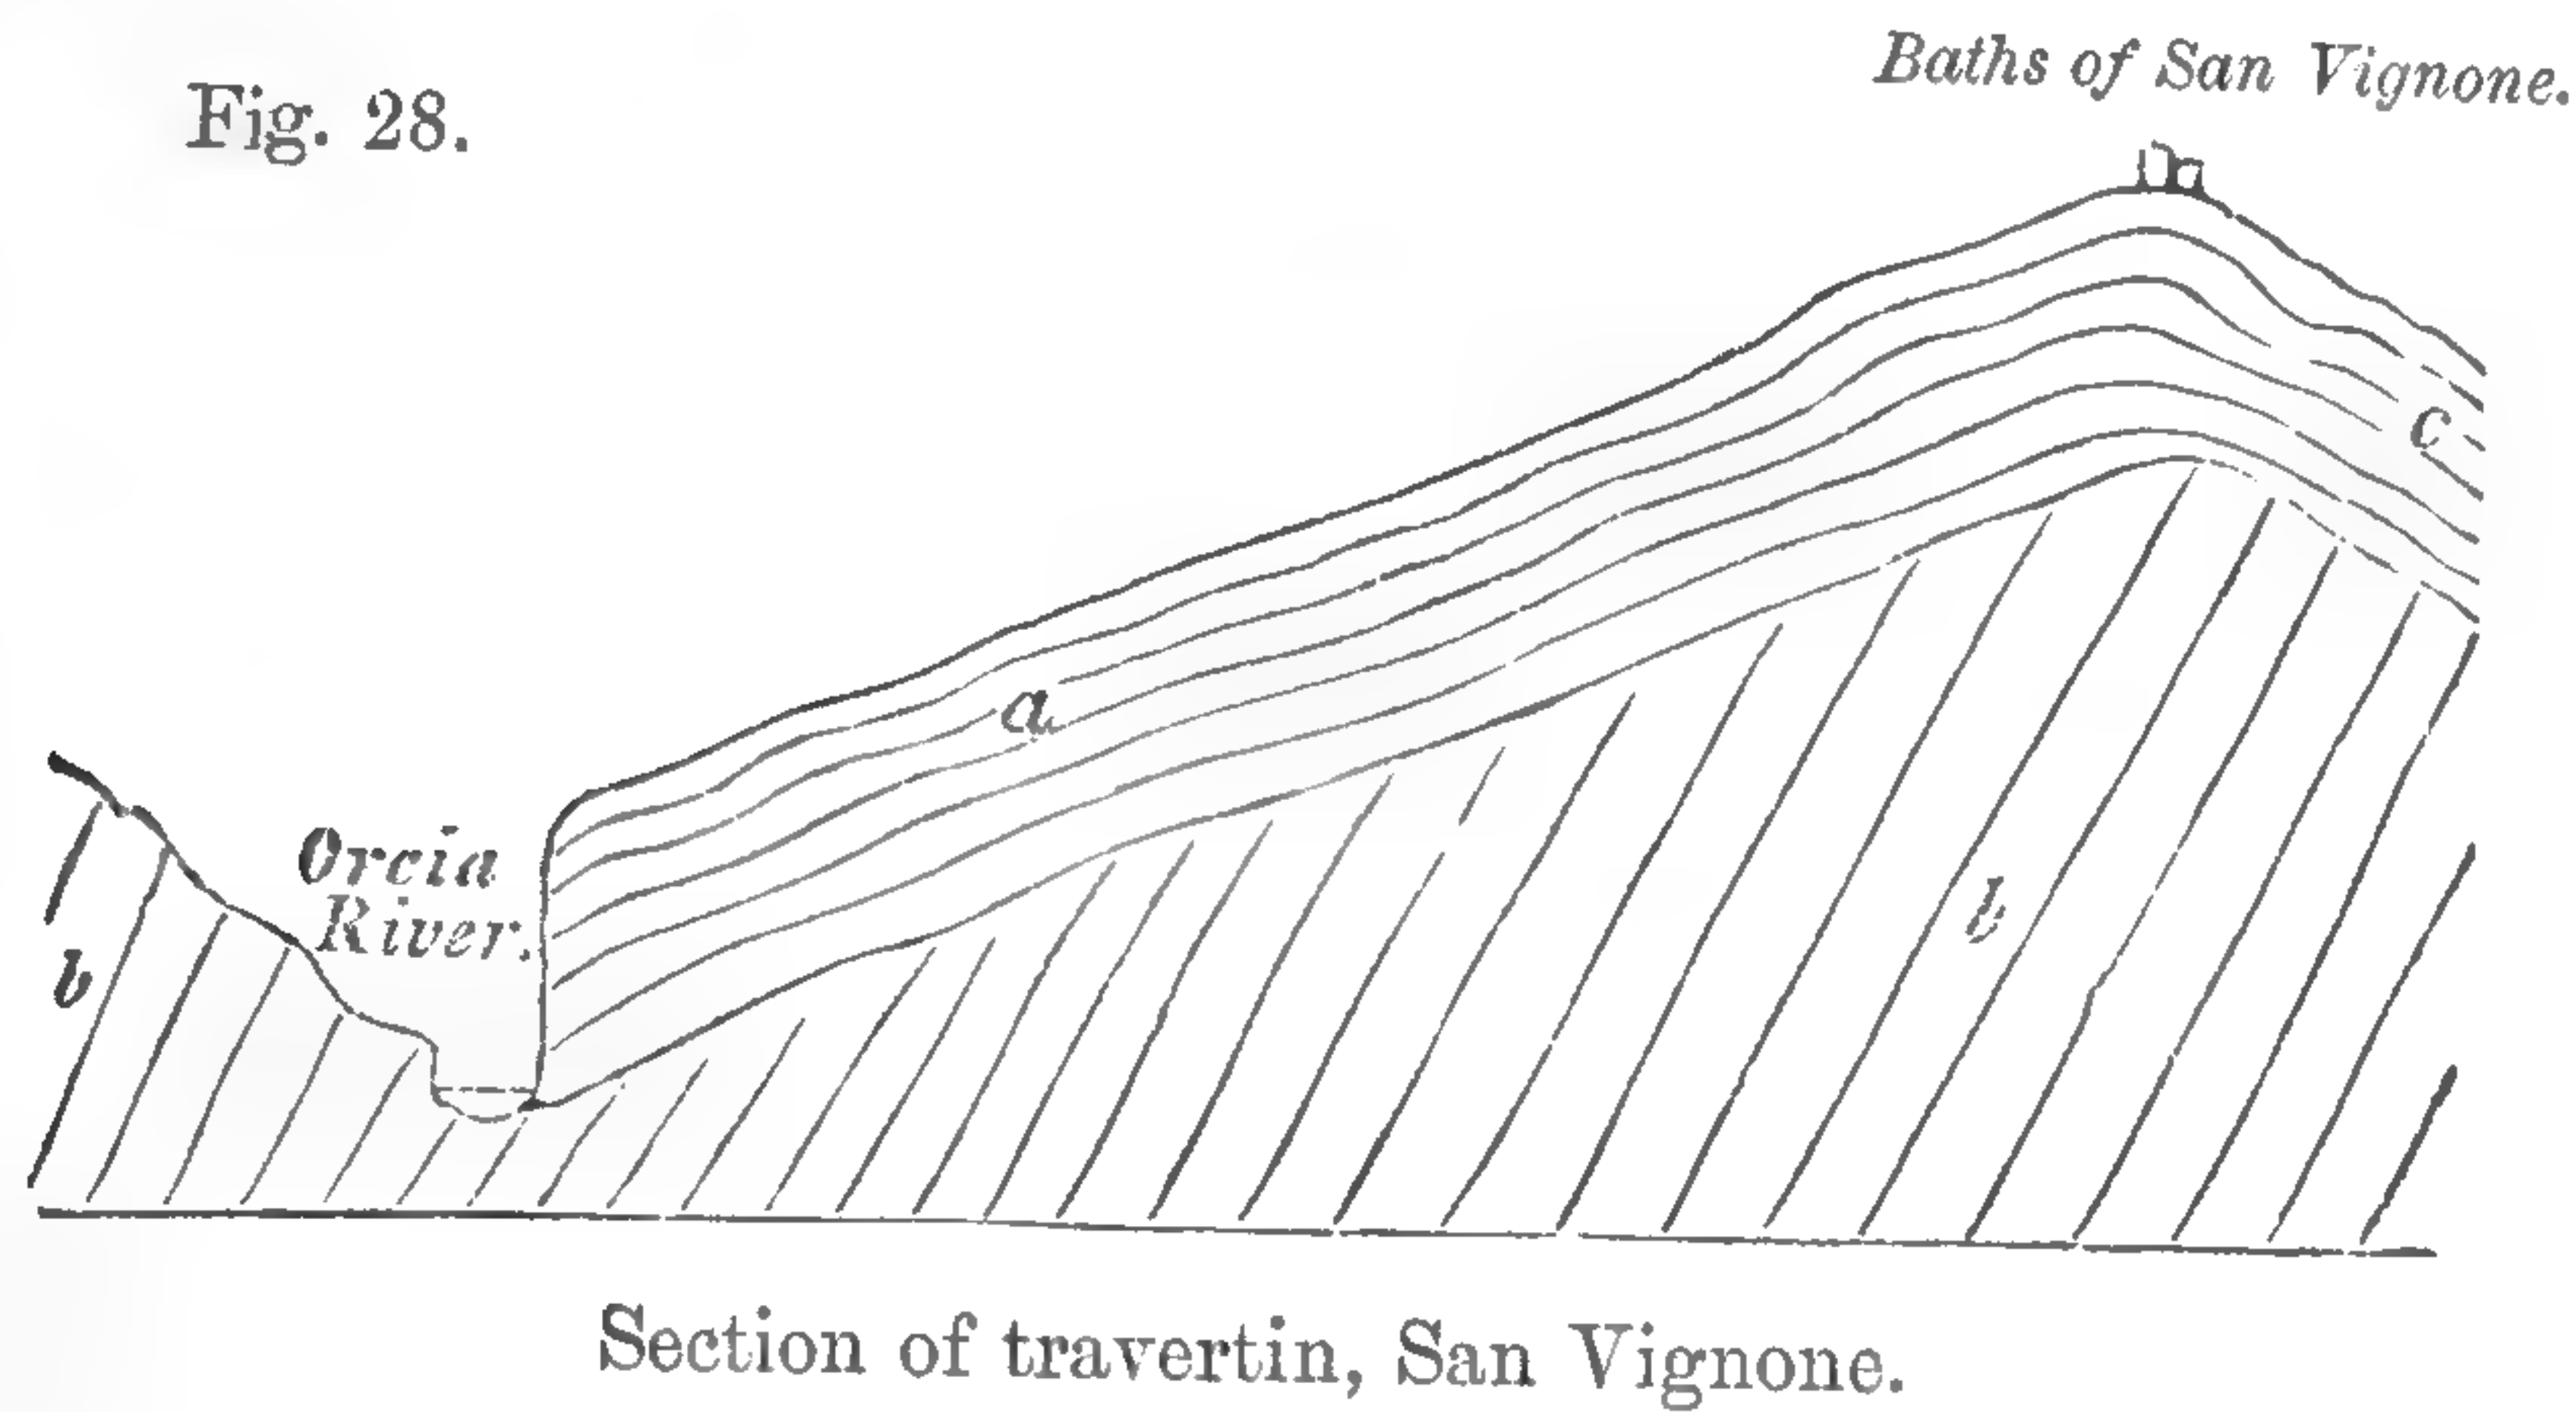 Fig. 28.
Baths of San Vignone.
c
a
Orcia
River.
b
b
Section of travertin, San Vignone.